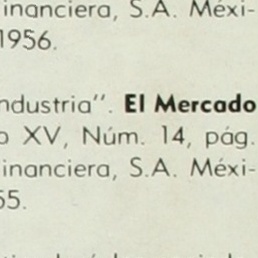 inanciera, S.A. Méxi-
1956.
ndustria". El Mercado
o XV, Núm. 14, pág.
inanciera, S.A. Méxi-
55.